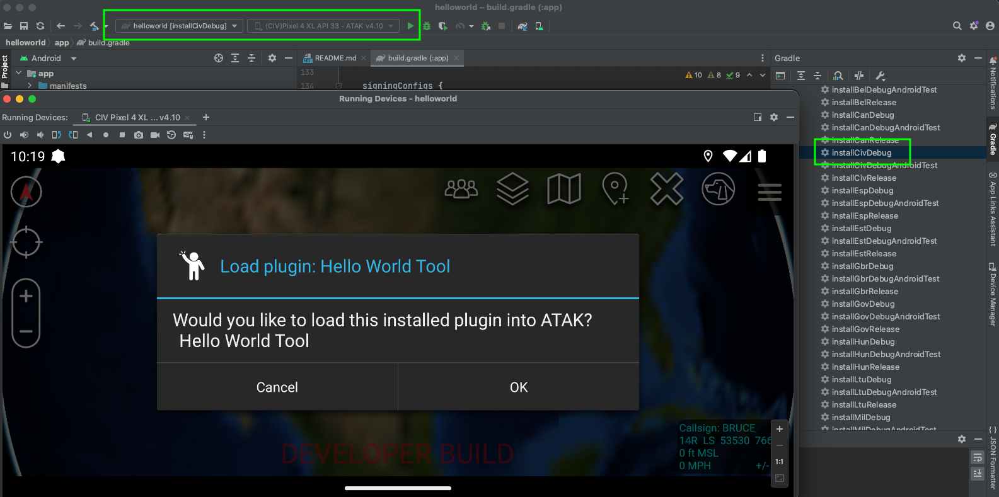 helloworld – build.gradle (:app)
helloworld [installCivDebug]
(CIV)Pixel 4 XL API 33 - ATAK v4.10
helloworld
app
build.gradle
Project
Android
README.md
build.gradle (:app)
Gradle
app
manifests
133
134
signingConfigs {
10
8
9
Running Devices - helloworld
Running Devices:
CIV Pixel 4 XL ... v4.10
10:19
Load plugin: Hello World Tool
Would you like to load this installed plugin into ATAK?
Hello World Tool
Cancel
OK
Callsign: BRUCE
14R LS 53530 766
0 ft MSL
0 MPH
+/-
DEVELOPER BUILD
1:1
installBelDebugAndroidTest
installBelRelease
installCanDebug
installCanDebugAndroidTest
installCanRelease
installCivDebug
installCivDebugAndroidTest
installCivRelease
installEspDebug
installEspDebugAndroidTest
installEspRelease
installEstDebug
installEstDebugAndroidTest
installEstRelease
installGbrDebug
installGbrDebugAndroidTest
installGbrRelease
installGovDebug
installGovDebugAndroidTest
installGovRelease
installHunDebug
installHunDebugAndroidTest
installHunRelease
installLtuDebug
installLtuDebugAndroidTest
installLtuRelease
installMilDebug
installMilDebugAndroidTest
Notifications
Gradle
App Links Assistant
Device Manager
JSON Formatter